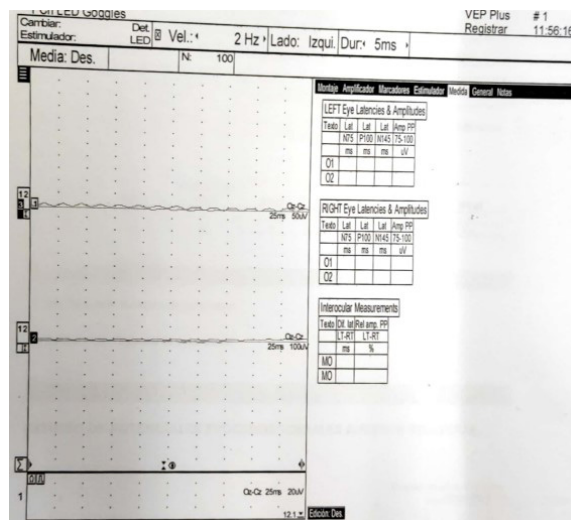 LED Goggles
VEP Plus # 1
Cambiar: Det.
Registrar 11:56:16
Estimulador: LED Vel.: 2 Hz Lado: Izqui. Dur: 5ms
Media: Des. N: 100
Montaje Amplificador Marcadores Estimulador Medida General Notas
LEFT Eye Latencies & Amplitudes
Texto Lat Lat Lat Amp PP
N75 P100 N145 75-100
ms ms ms uV
O1
O2
12
Oz-Cz
25ms 50uV
RIGHT Eye Latencies & Amplitudes
Texto Lat Lat Lat Amp PP
N75 P100 N145 75-100
ms ms ms uV
O1
O2
Interocular Measurements
Texto Dif. lat Rel amp. PP
LT-RT LT-RT
ms %
MO
MO
12
2
Oz-Cz
25ms 100uV
Σ
1
Oz-Cz 25ms 20uV
12.1
Edición: Des.